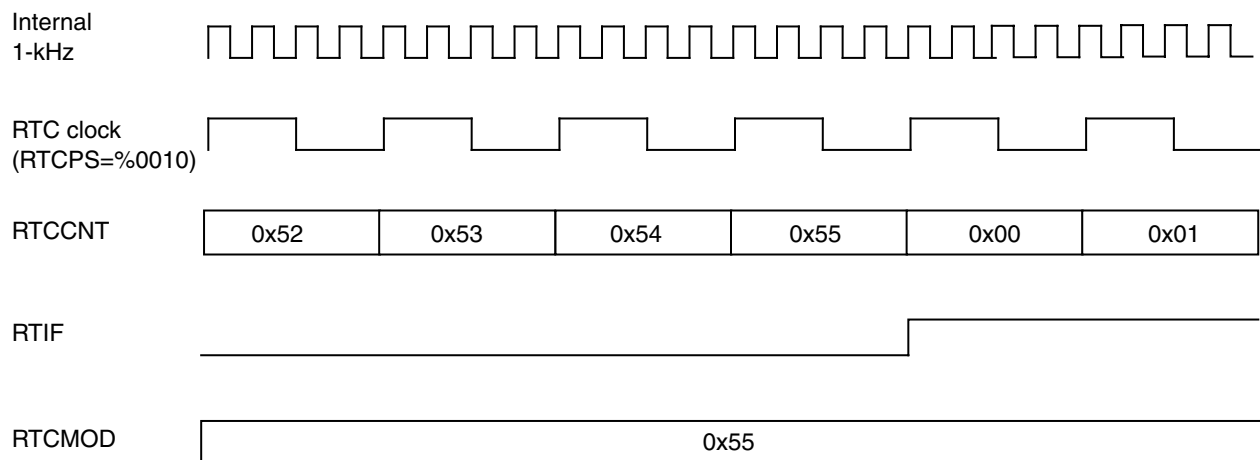 Internal
1-kHz
RTC clock
(RTCPS=%0010)
RTCCNT
0x52 0x53 0x54 0x55 0x00 0x01
RTIF
RTCMOD
0x55